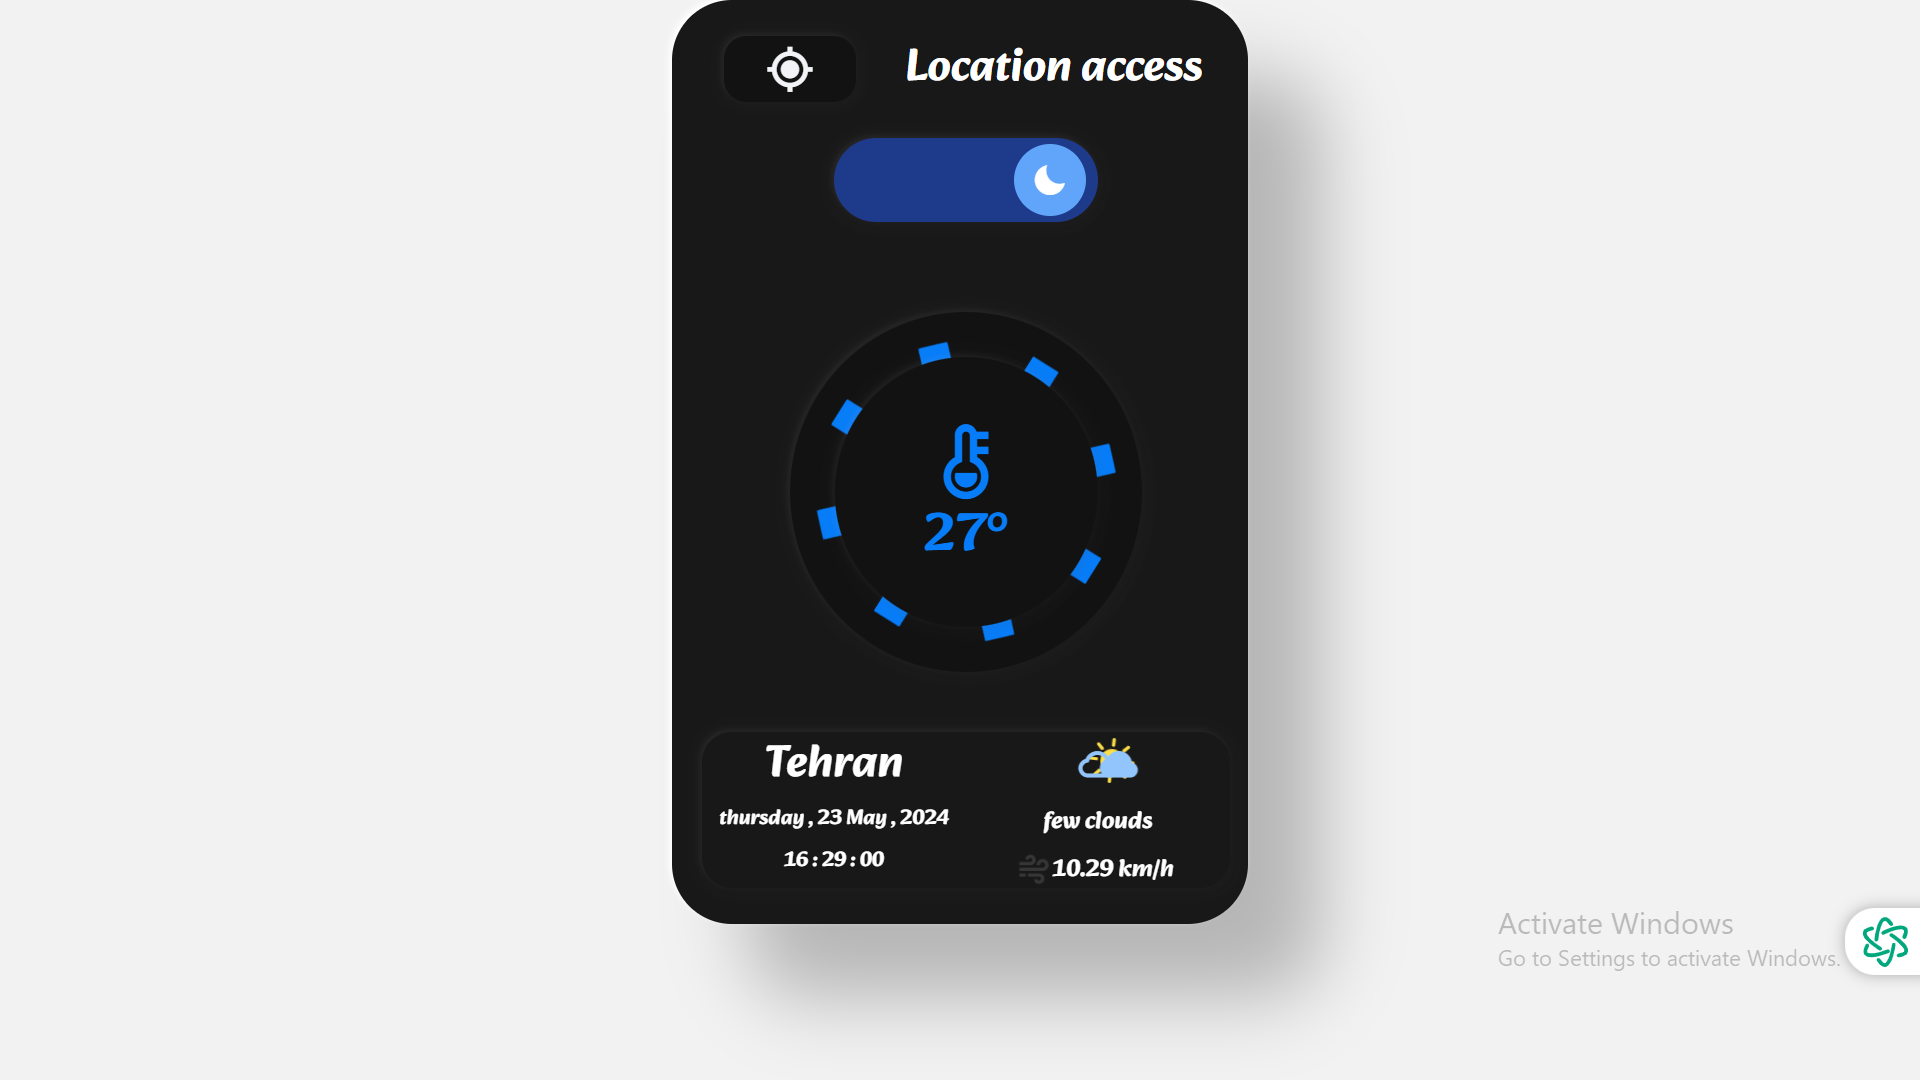 Location access
27°
Tehran
thursday , 23 May , 2024
16 : 29 : 00
few clouds
10.29 km/h
Activate Windows
Go to Settings to activate Windows.